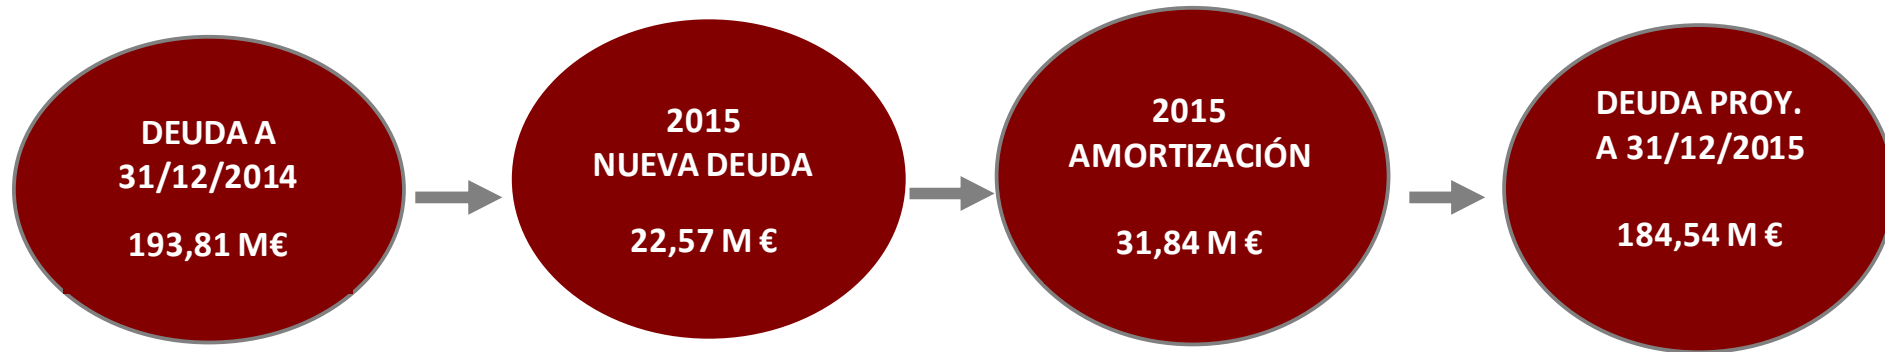 DEUDA A
31/12/2014
193,81 M€
2015
NUEVA DEUDA
22,57 M €
2015
AMORTIZACIÓN
31,84 M €
DEUDA PROY.
A 31/12/2015
184,54 M €